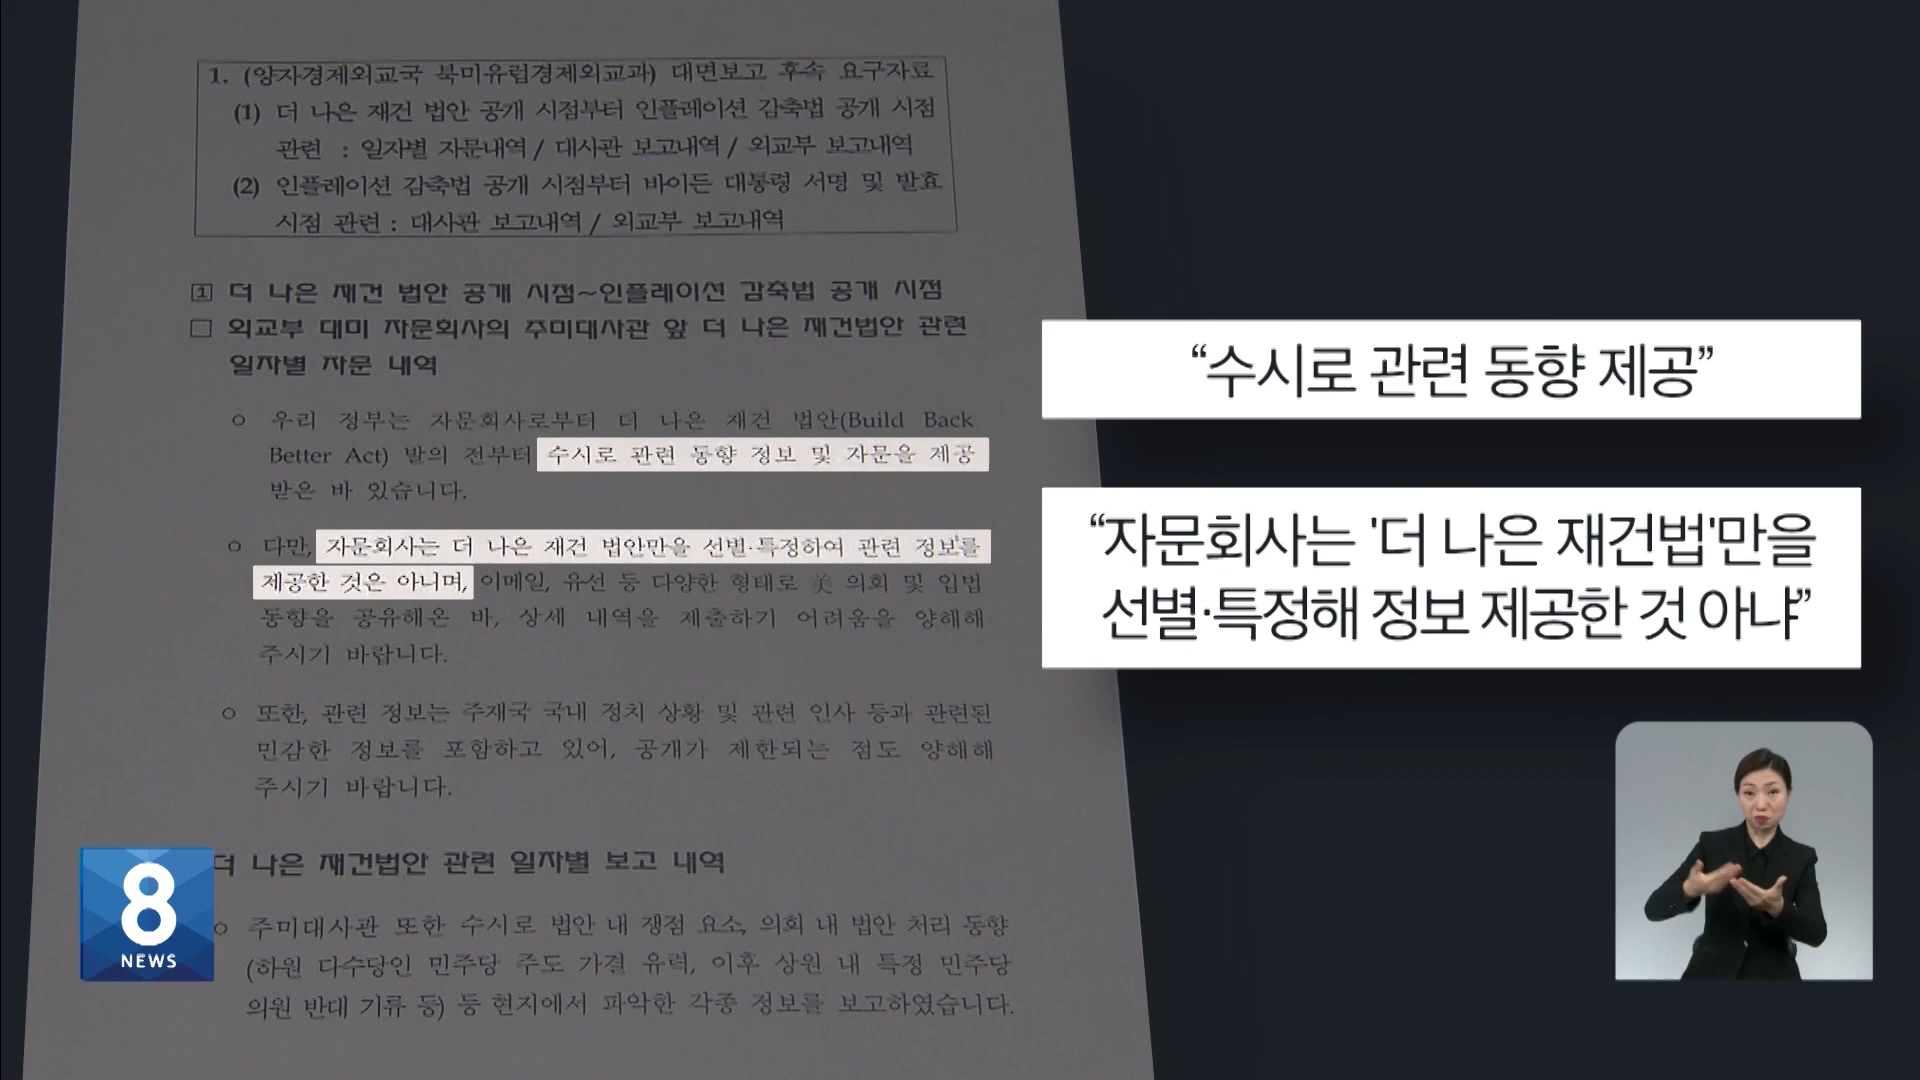 1. (양자경제외교국 북미유럽경제외교과) 대면보고 후속 요구자료
(1) 더 나은 재건 법안 공개 시점부터 인플레이션 감축법 공개 시점
관련 : 일자별 자문내역 / 대사관 보고내역 / 외교부 보고내역
(2) 인플레이션 감축법 공개 시점부터 바이든 대통령 서명 및 발효
시점 관련 : 대사관 보고내역 / 외교부 보고내역
1 더 나은 재건 법안 공개 시점~인플레이션 감축법 공개 시점
□ 외교부 대미 자문회사의 주미대사관 앞 더 나은 재건법안 관련
일자별 자문 내역
○ 우리 정부는 자문회사로부터 더 나은 재건 법안(Build Back
Better Act) 발의 전부터 수시로 관련 동향 정보 및 자문을 제공
받은 바 있습니다.
○ 다만, 자문회사는 더 나은 재건 법안만을 선별·특정하여 관련 정보를
제공한 것은 아니며, 이메일, 유선 등 다양한 형태로 美 의회 및 입법
동향을 공유해온 바, 상세 내역을 제출하기 어려움을 양해해
주시기 바랍니다.
○ 또한, 관련 정보는 주재국 국내 정치 상황 및 관련 인사 등과 관련된
민감한 정보를 포함하고 있어, 공개가 제한되는 점도 양해해
주시기 바랍니다.
더 나은 재건법안 관련 일자별 보고 내역
○ 주미대사관 또한 수시로 법안 내 쟁점 요소, 의회 내 법안 처리 동향
(하원 다수당인 민주당 주도 가결 유력, 이후 상원 내 특정 민주당
의원 반대 기류 등) 등 현지에서 파악한 각종 정보를 보고하였습니다.
“수시로 관련 동향 제공”
“자문회사는 '더 나은 재건법'만을
선별·특정해 정보 제공한 것 아냐”
8
NEWS